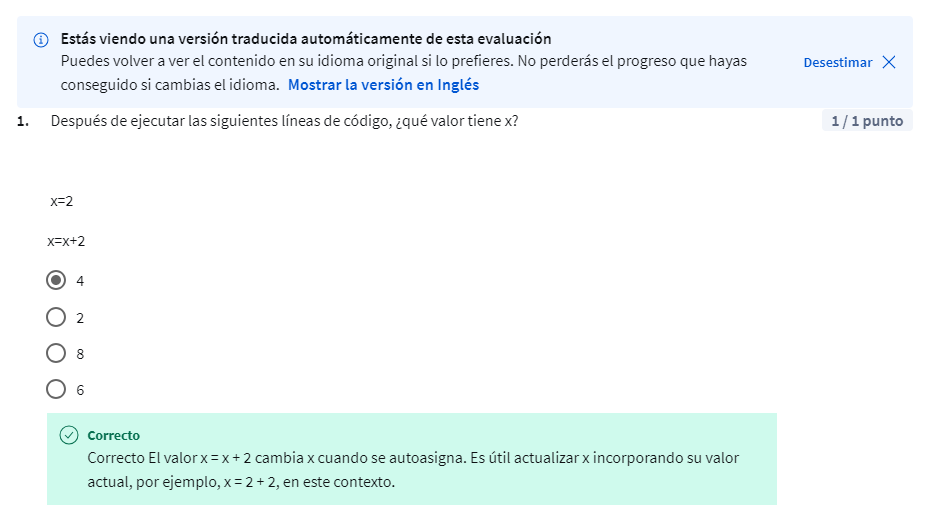 Estás viendo una versión traducida automáticamente de esta evaluación
Puedes volver a ver el contenido en su idioma original si lo prefieres. No perderás el progreso que hayas
conseguido si cambias el idioma. Mostrar la versión en Inglés
Desestimar
1. Después de ejecutar las siguientes líneas de código, ¿qué valor tiene x?
1 / 1 punto
x=2
x=x+2
4
2
8
6
Correcto
Correcto El valor x = x + 2 cambia x cuando se autoasigna. Es útil actualizar x incorporando su valor
actual, por ejemplo, x = 2 + 2, en este contexto.